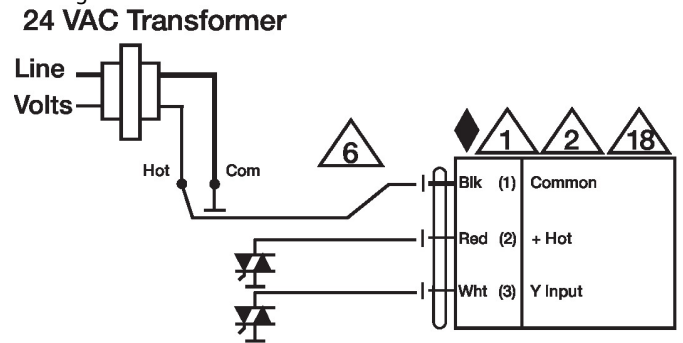 24 VAC Transformer
Line
Volts
Hot
Com
6
1
2
18
Blk (1) Common
Red (2) + Hot
Wht (3) Y Input